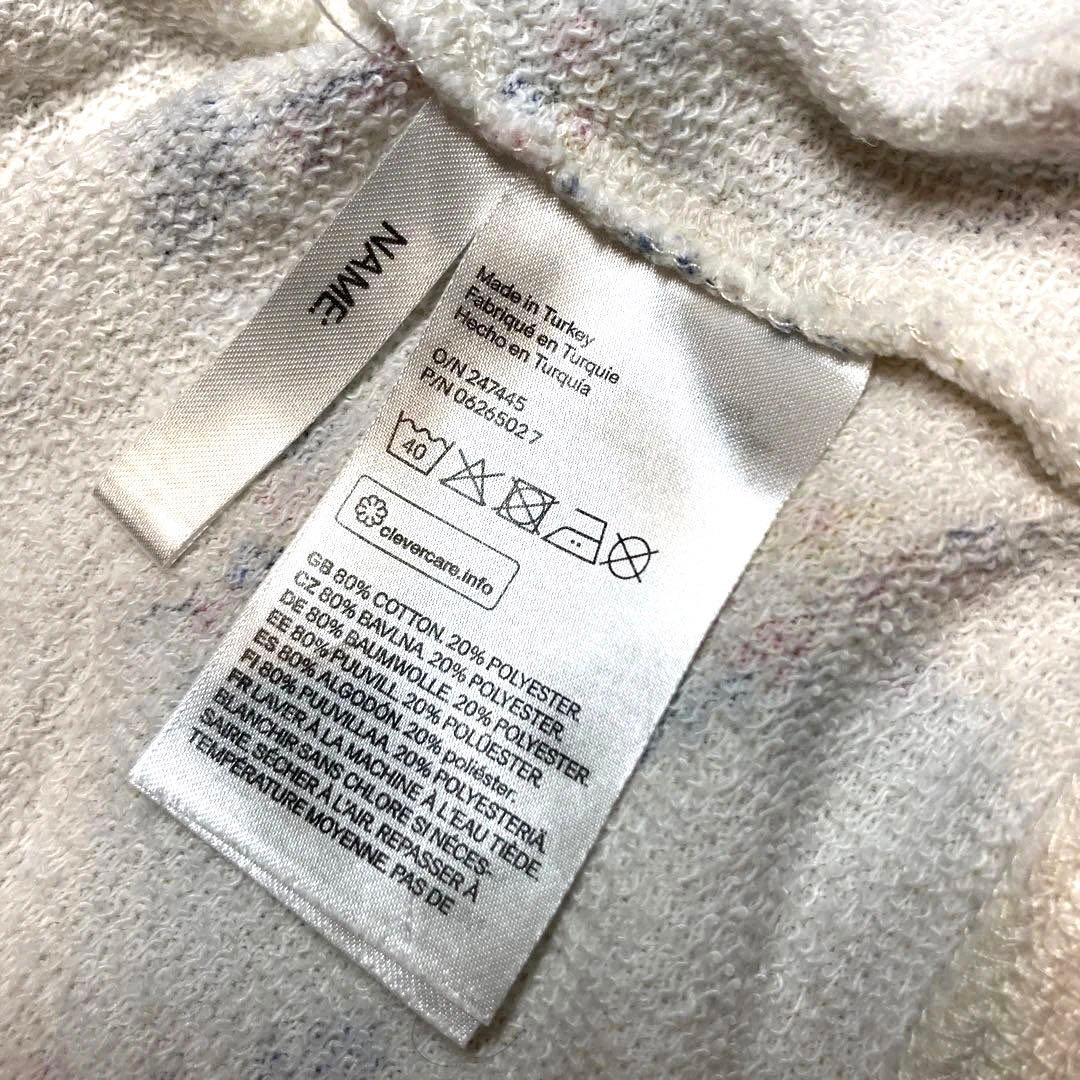 NAME:
Made in Turkey
Fabriqué en Turquie
Hecho en Turquía
O/N 247445
P/N 0626502 7
40
clevercare.info
GB 80% COTTON. 20% POLYESTER.
CZ 80% BAVLNA. 20% POLYESTER.
DE 80% BAUMWOLLE. 20% POLYESTER.
EE 80% PUUVILL. 20% POLÜESTER.
ES 80% ALGODÓN. 20% poliéster.
FI 80% PUUVILLAA. 20% POLYESTERIÄ.
FR LAVER À LA MACHINE À L'EAU TIÈDE.
BLANCHIR SANS CHLORE SI NÉCES-
SAIRE. SÉCHER À L'AIR. REPASSER À
TEMPÉRATURE MOYENNE. PAS DE